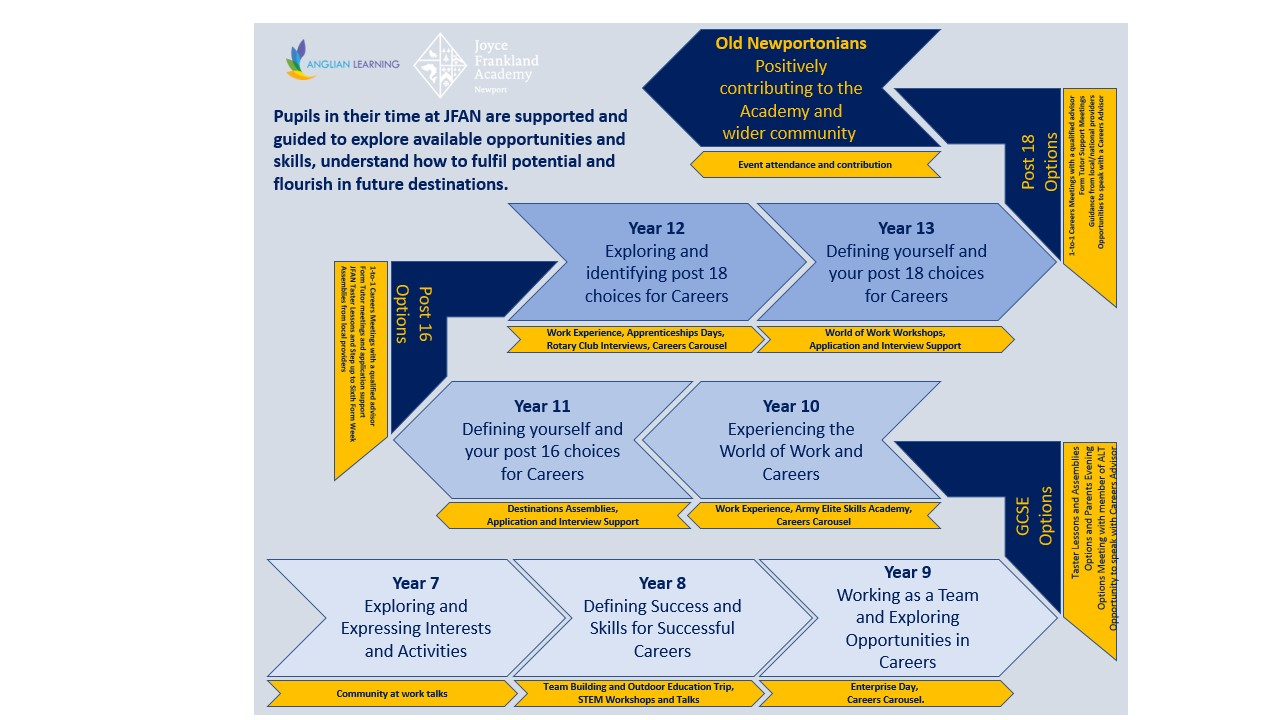 ANGLIAN LEARNING
Joyce
Frankland
Academy
Newport
Pupils in their time at JFAN are supported and
guided to explore available opportunities and
skills, understand how to fulfil potential and
flourish in future destinations.
Old Newportonians
Positively
contributing to the
Academy and
wider community
Event attendance and contribution
Post 18
Options
1-to-1 Careers Meetings with a qualified advisor
Form Tutor Support Meetings
Guidance from local/national providers
Opportunities to speak with a Careers Advisor
Year 12
Exploring and
identifying post 18
choices for Careers
Work Experience, Apprenticeships Days,
Rotary Club Interviews, Careers Carousel
Year 13
Defining yourself and
your post 18 choices
for Careers
World of Work Workshops,
Application and Interview Support
Post 16
Options
1-to-1 Careers Meetings with a qualified advisor
Form Tutor meetings and application support
JFAN Taster Lessons and Step up to Sixth Form Week
Assemblies from local providers
Year 11
Defining yourself and
your post 16 choices
for Careers
Destinations Assemblies,
Application and Interview Support
Year 10
Experiencing the
World of Work and
Careers
Work Experience, Army Elite Skills Academy,
Careers Carousel
GCSE
Options
Taster Lessons and Assemblies
Options and Parents Evening
Options Meeting with member of ALT
Opportunity to speak with Careers Advisor
Year 7
Exploring and
Expressing Interests
and Activities
Community at work talks
Year 8
Defining Success and
Skills for Successful
Careers
Team Building and Outdoor Education Trip,
STEM Workshops and Talks
Year 9
Working as a Team
and Exploring
Opportunities in
Careers
Enterprise Day,
Careers Carousel.